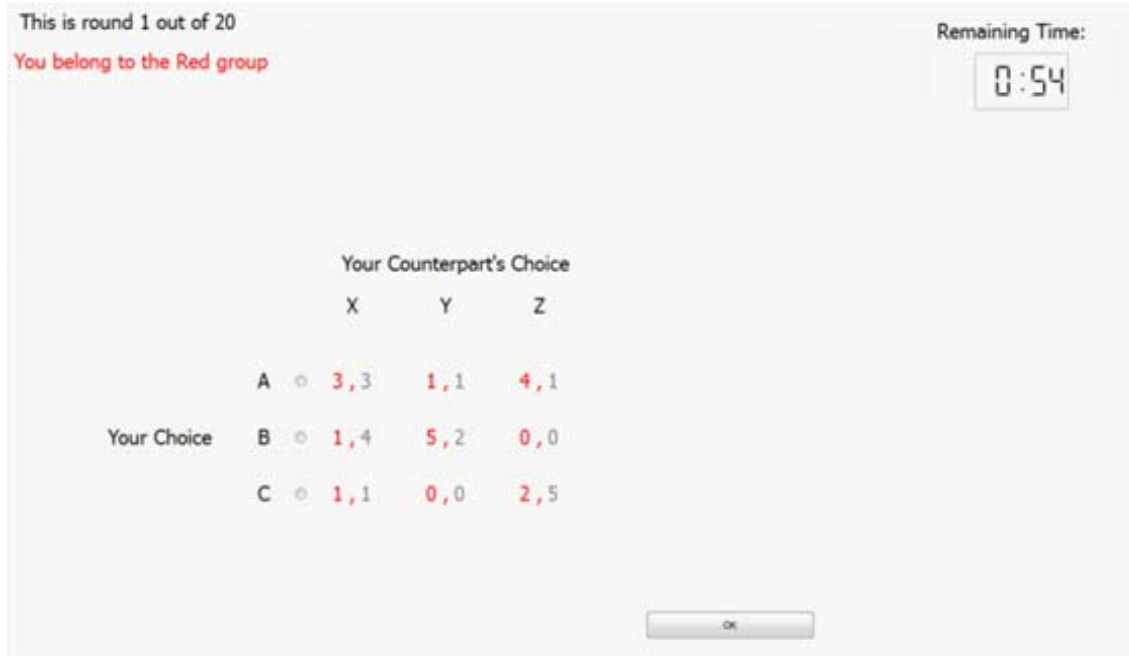 This is round 1 out of 20
Remaining Time:
You belong to the Red group
0:54
Your Counterpart's Choice
X Y Z
A 3,3 1,1 4,1
Your Choice B 1,4 5,2 0,0
C 1,1 0,0 2,5
OK